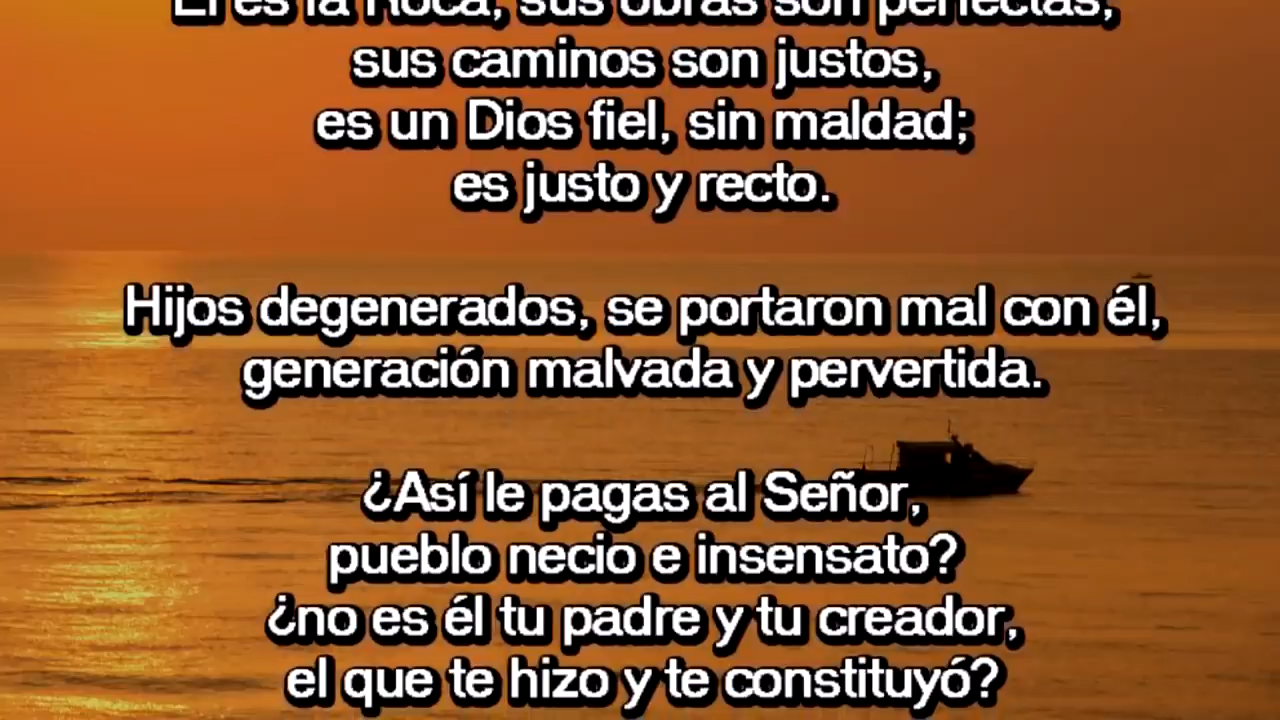 Él es la Roca, sus obras son perfectas,
sus caminos son justos,
es un Dios fiel, sin maldad;
es justo y recto.
Hijos degenerados, se portaron mal con él,
generación malvada y pervertida.
¿Así le pagas al Señor,
pueblo necio e insensato?
¿no es él tu padre y tu creador,
el que te hizo y te constituyó?